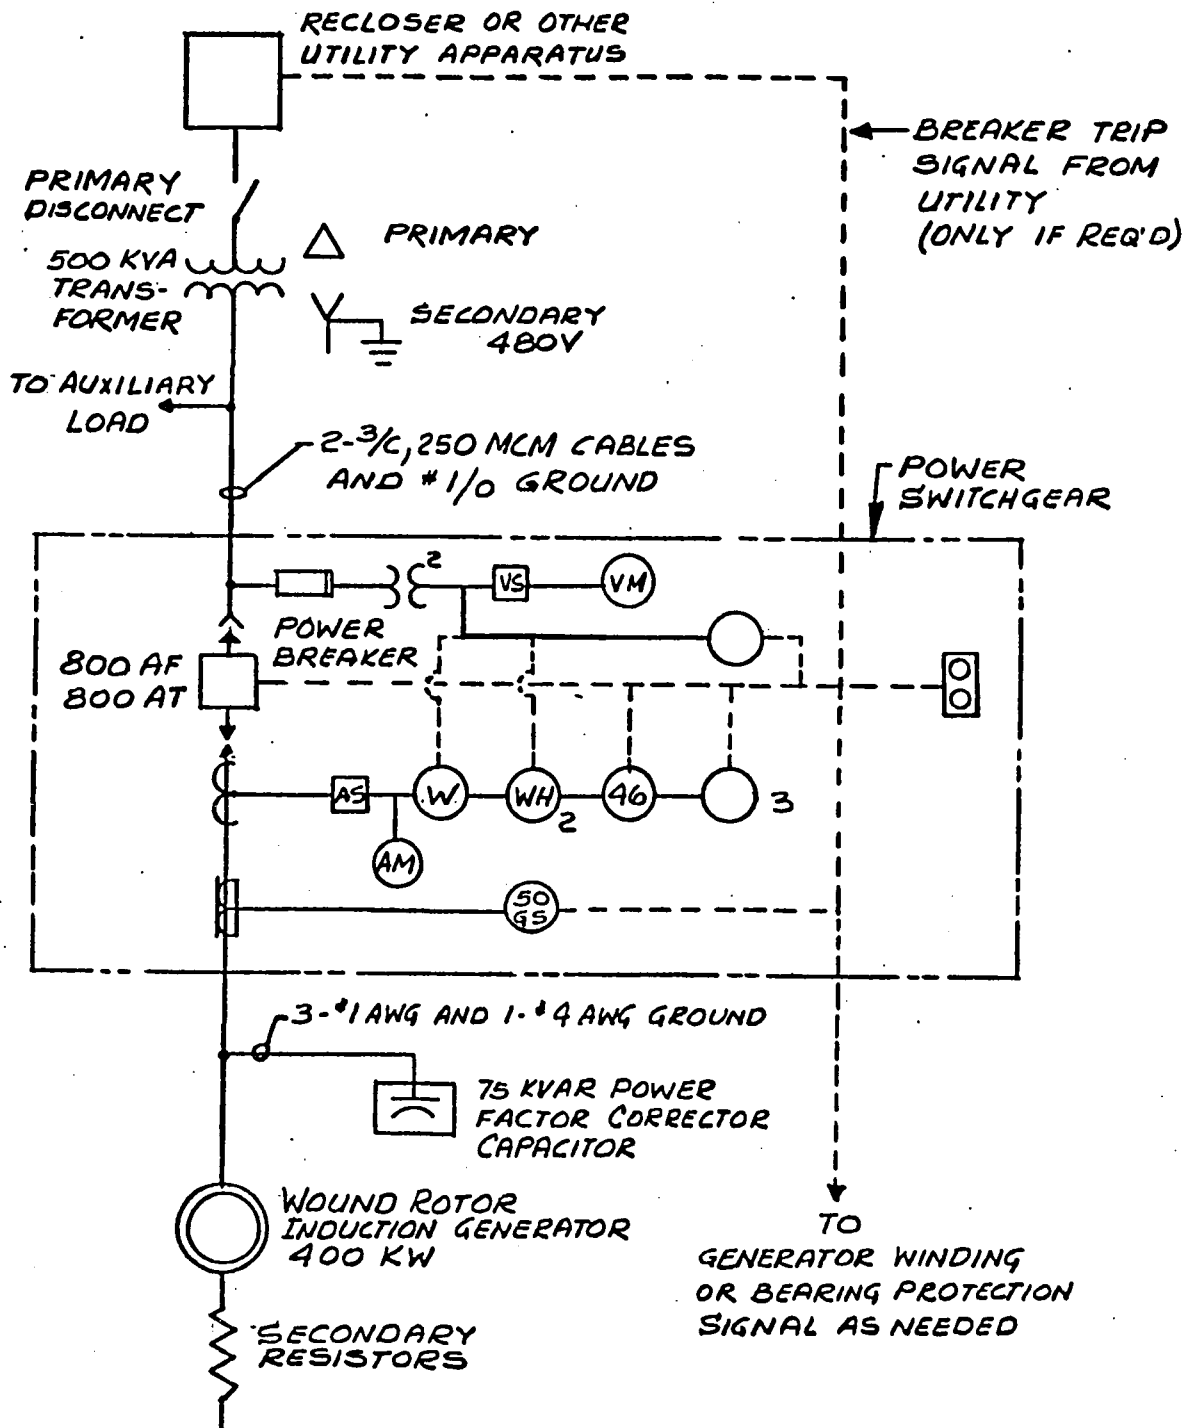 RECLOSER OR OTHER
UTILITY APPARATUS
BREAKER TRIP
SIGNAL FROM
UTILITY
(ONLY IF REQ'D)
PRIMARY
DISCONNECT
PRIMARY
500 KVA
TRANS-
FORMER
SECONDARY
480V
TO AUXILIARY
LOAD
2-3/C, 250 MCM CABLES
AND #1/0 GROUND
POWER
SWITCHGEAR
2
VS
VM
POWER
BREAKER
800 AF
800 AT
AS
W
WH
2
46
3
AM
50
GS
3-#1 AWG AND 1-#4 AWG GROUND
75 KVAR POWER
FACTOR CORRECTOR
CAPACITOR
WOUND ROTOR
INDUCTION GENERATOR
400 KW
TO
GENERATOR WINDING
OR BEARING PROTECTION
SIGNAL AS NEEDED
SECONDARY
RESISTORS